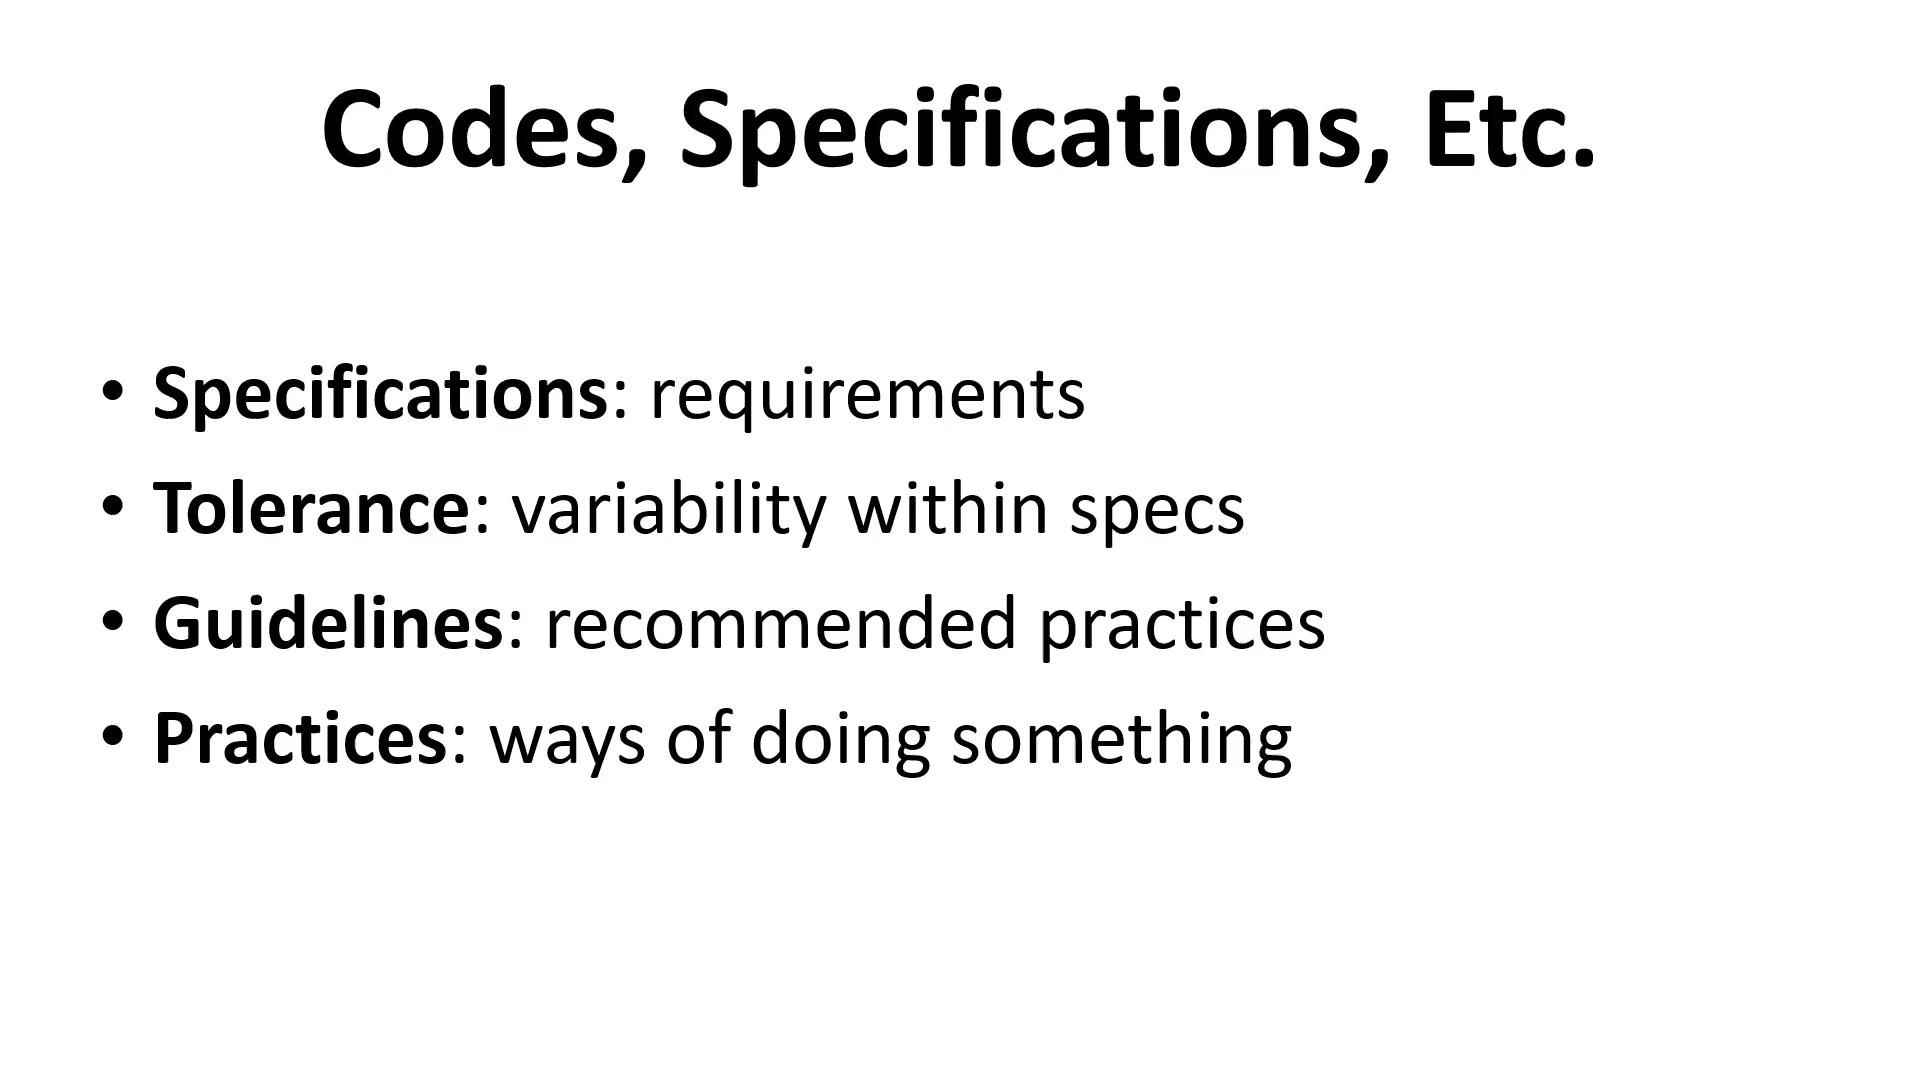 Codes, Specifications, Etc.
• Specifications: requirements
• Tolerance: variability within specs
• Guidelines: recommended practices
• Practices: ways of doing something